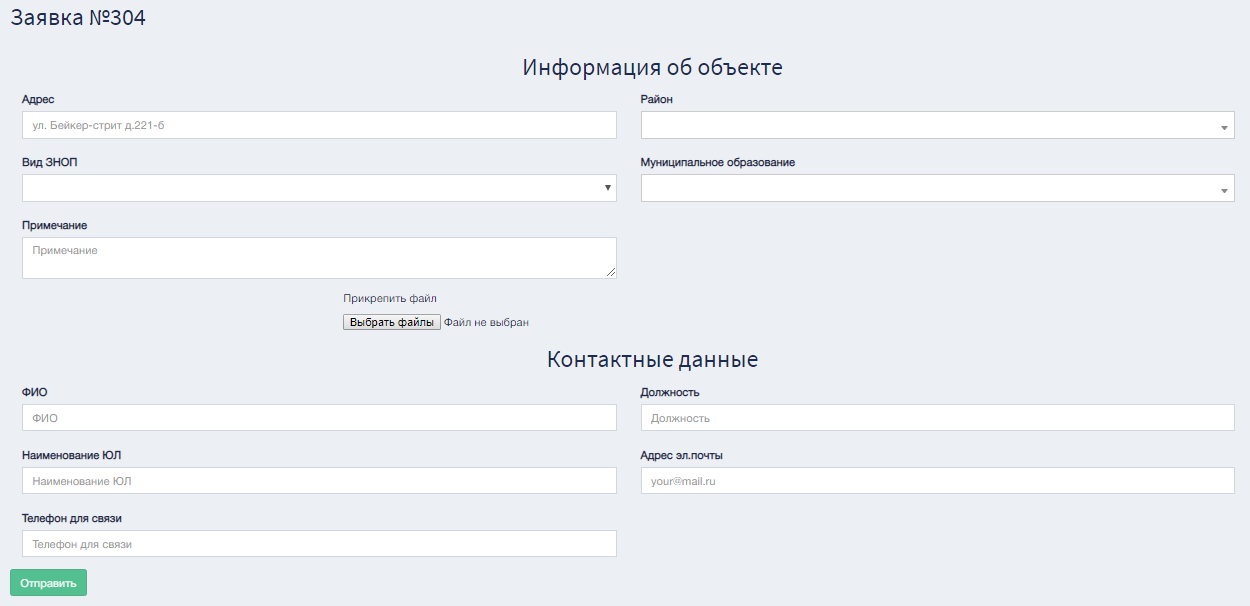 Заявка №304
Информация об объекте
Адрес
Район
ул. Бейкер-стрит д.221-б
Вид ЗНОП
Муниципальное образование
Примечание
Примечание
Прикрепить файл
Выбрать файлы Файл не выбран
Контактные данные
ФИО
Должность
ФИО
Должность
Наименование ЮЛ
Адрес эл.почты
Наименование ЮЛ
your@mail.ru
Телефон для связи
Телефон для связи
Отправить